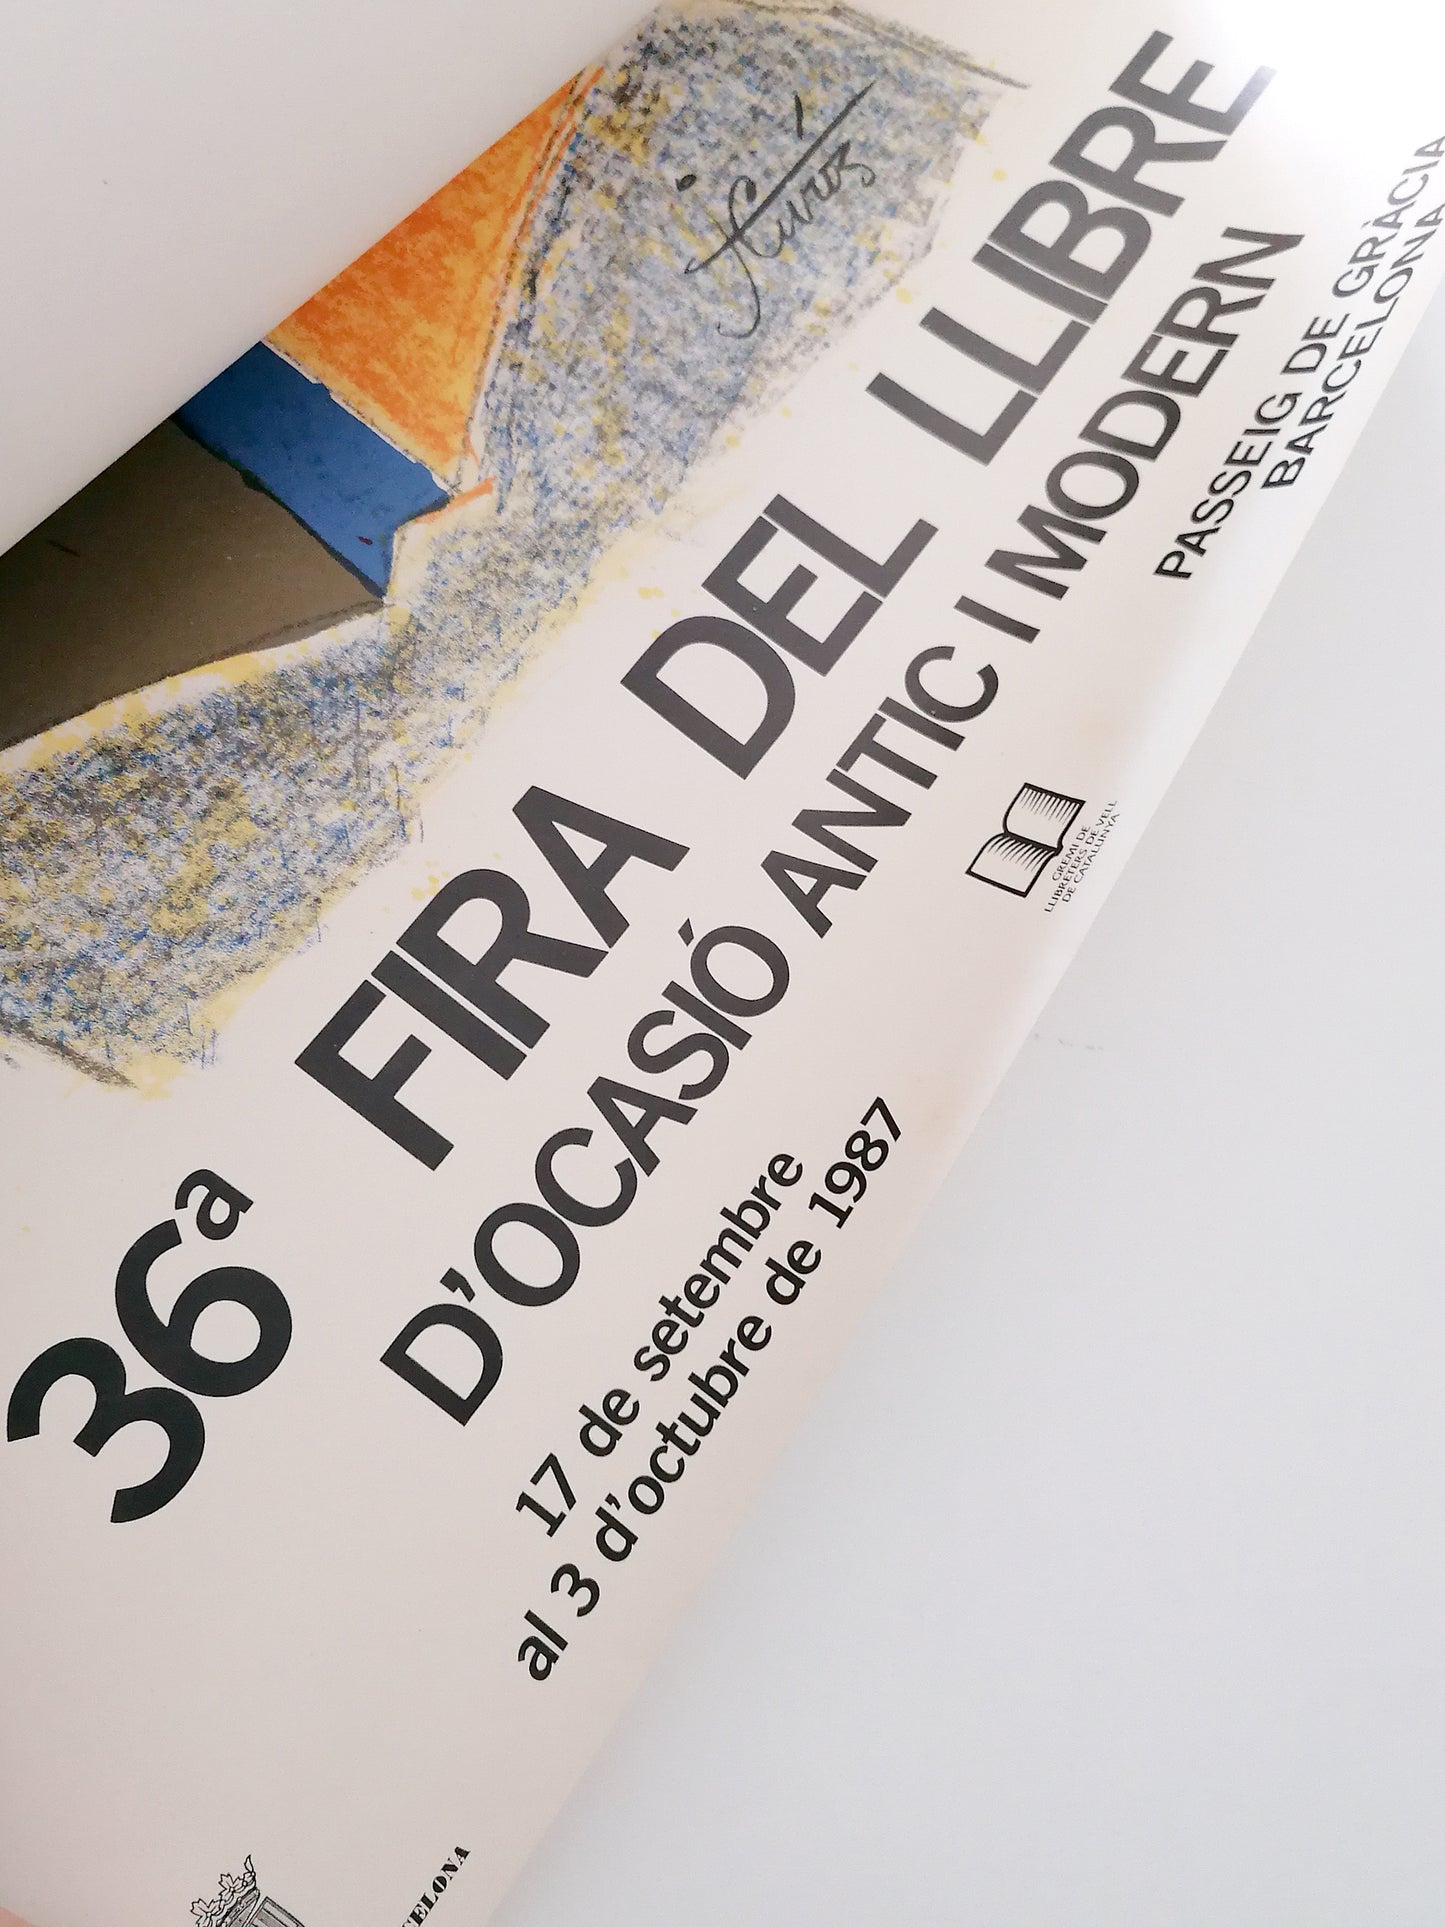 J Curós
36ª FIRA DEL LLIBRE
D'OCASIÓ ANTIC I MODERN
17 de setembre
al 3 d'octubre de 1987
GREMI DE
LLIBRETERS DE VELL
DE CATALUNYA
PASSEIG DE GRÀCIA
BARCELONA